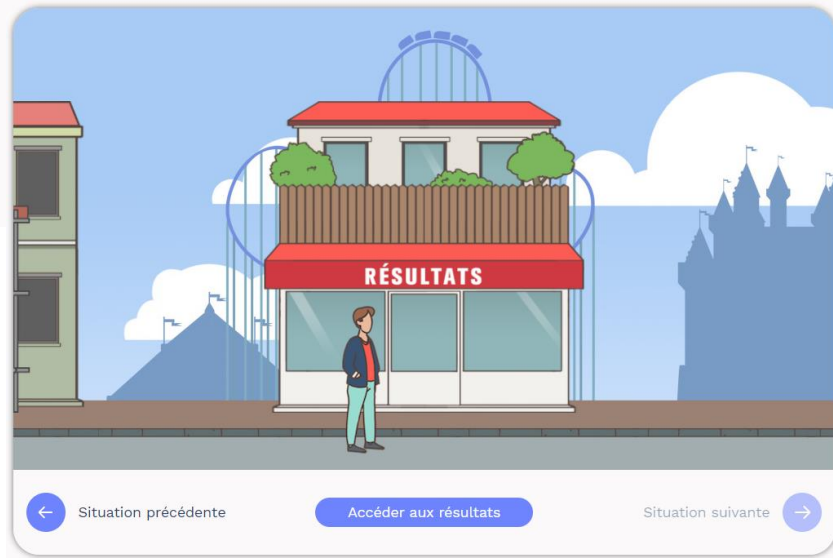 RÉSULTATS
Situation précédente
Accéder aux résultats
Situation suivante